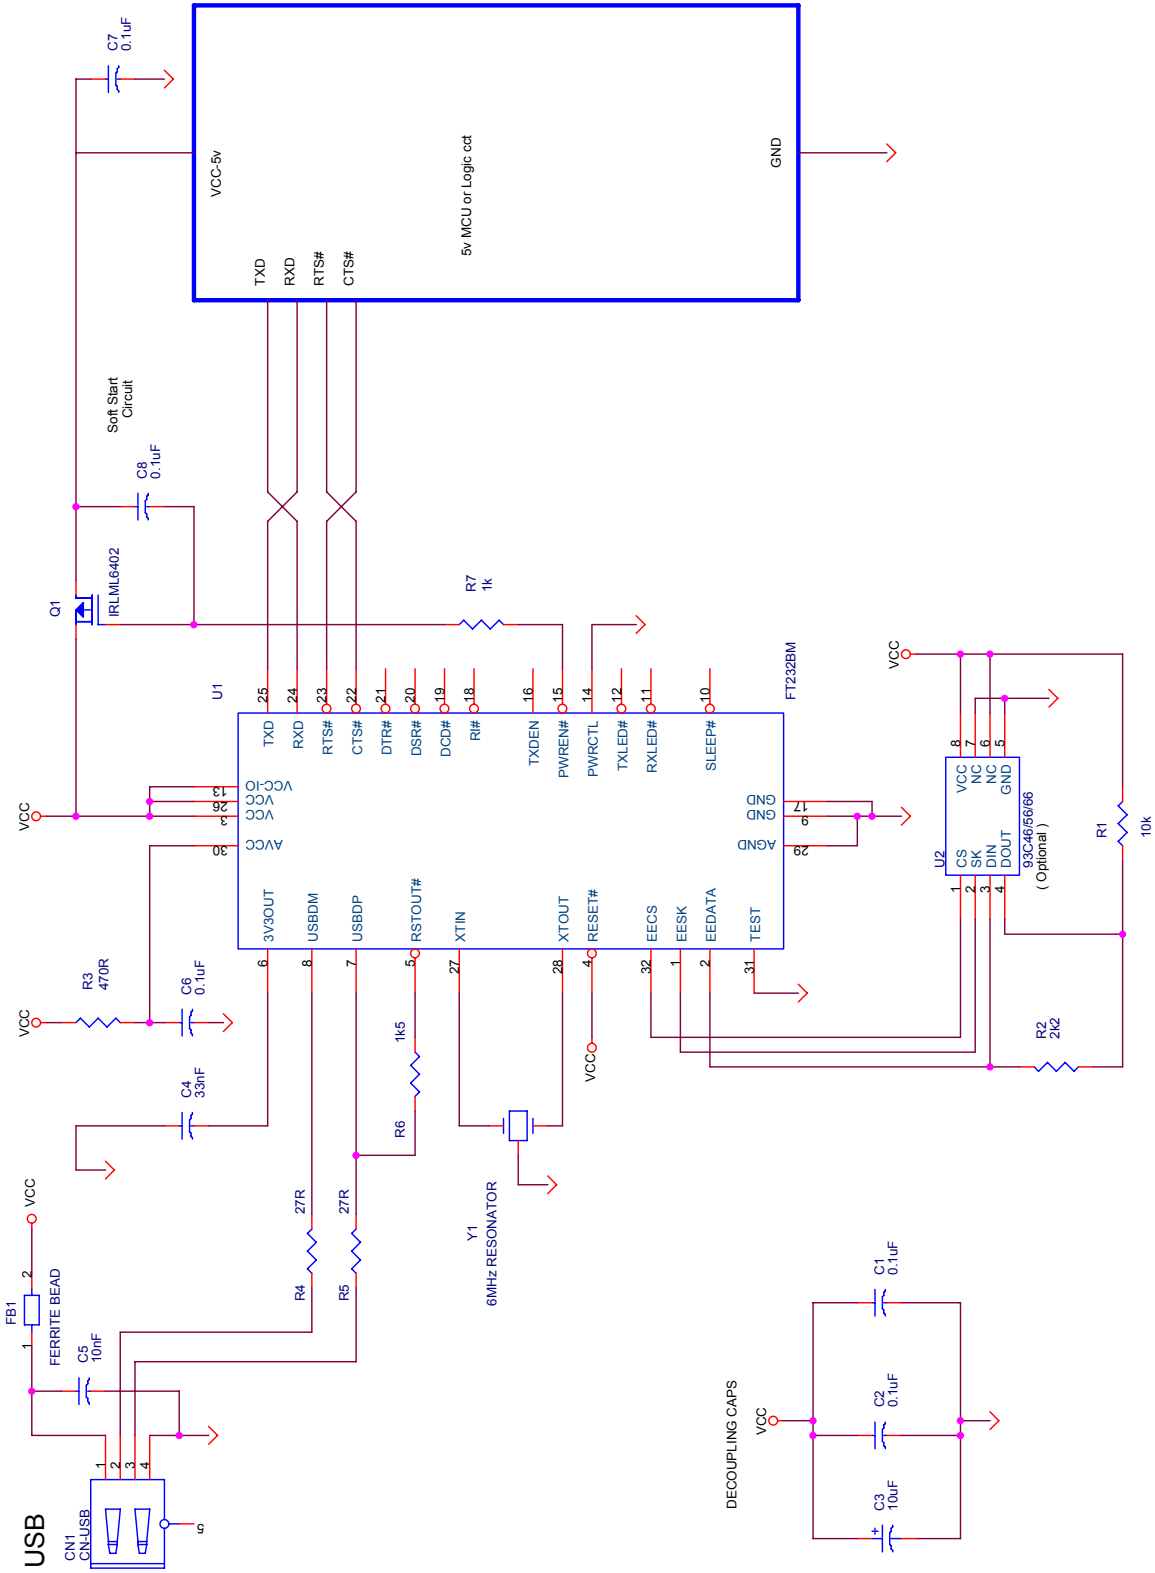 USB
CN1
CN-USB
1
2
3
4
5
FB1
1
2
FERRITE BEAD
VCC
C5
10nF
R4
27R
R5
27R
C4
33nF
VCC
R3
470R
C6
0.1uF
R6
1k5
Y1
6MHz RESONATOR
VCC
VCC
U1
FT232BM
6
3V3OUT
8
USBDM
7
USBDP
5
RSTOUT#
27
XTIN
28
XTOUT
4
RESET#
32
EECS
1
EESK
2
EEDATA
31
TEST
30
AVCC
3
VCC
26
VCC
13
VCC-IO
29
AGND
9
GND
17
GND
TXD
25
RXD
24
RTS#
23
CTS#
22
DTR#
21
DSR#
20
DCD#
19
RI#
18
TXDEN
16
PWREN#
15
PWRCTL
14
TXLED#
12
RXLED#
11
SLEEP#
10
Q1
IRLML6402
C8
0.1uF
Soft Start
Circuit
R7
1k
C7
0.1uF
VCC-5v
TXD
RXD
RTS#
CTS#
5v MCU or Logic cct
GND
U2
93C46/56/66
( Optional )
1
CS
2
SK
3
DIN
4
DOUT
VCC
8
NC
7
NC
6
GND
5
VCC
R1
10k
R2
2k2
DECOUPLING CAPS
VCC
C3
10uF
+
C2
0.1uF
C1
0.1uF